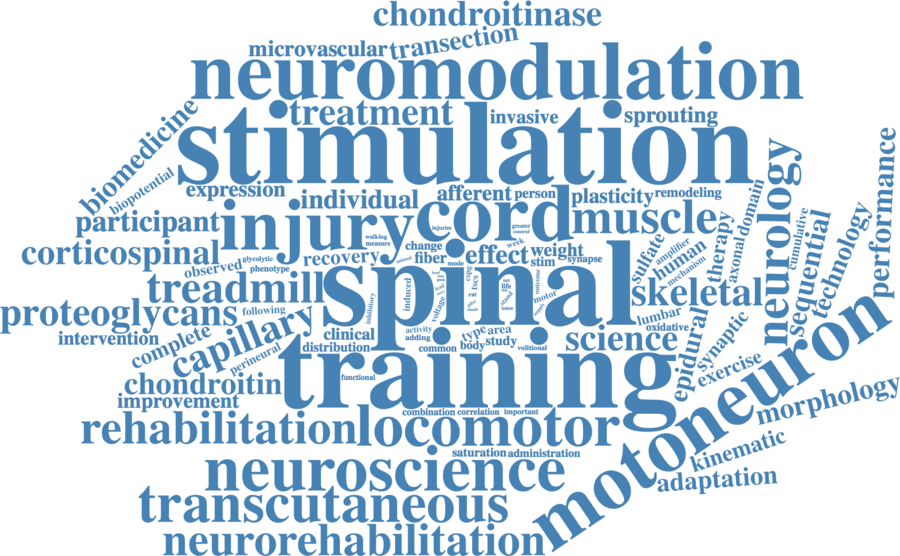 chondroitinase
microvascular
transection
neuromodulation
treatment
invasive
sprouting
biomedicine
stimulation
biopotential
expression
individual
afferent
person
plasticity
remodeling
neurology
performance
participant
injury
cord
muscle
domain
axonal
therapy
cumulative
sequential
technology
injuries
greater
control
walking
measure
change
week
corticospinal
observed
glycolytic
phenotype
recovery
fiber
mode
effect
weight
stim
synapse
sulfate
amplifier
human
mechanism
treadmill
spinal
induced
inhibitory
voltage
rat
tscs
life
outcome
motor
skeletal
proteoglycans
following
lumbar
oxidative
epidural
synaptic
intervention
complete
capillary
perineural
clinical
distribution
activity
adding
common
type
area
body
study
volitional
science
exercise
chondroitin
training
functional
improvement
combination
correlation
important
motoneuron
morphology
rehabilitation
locomotor
saturation
administration
kinematic
neuroscience
adaptation
transcutaneous
neurorehabilitation